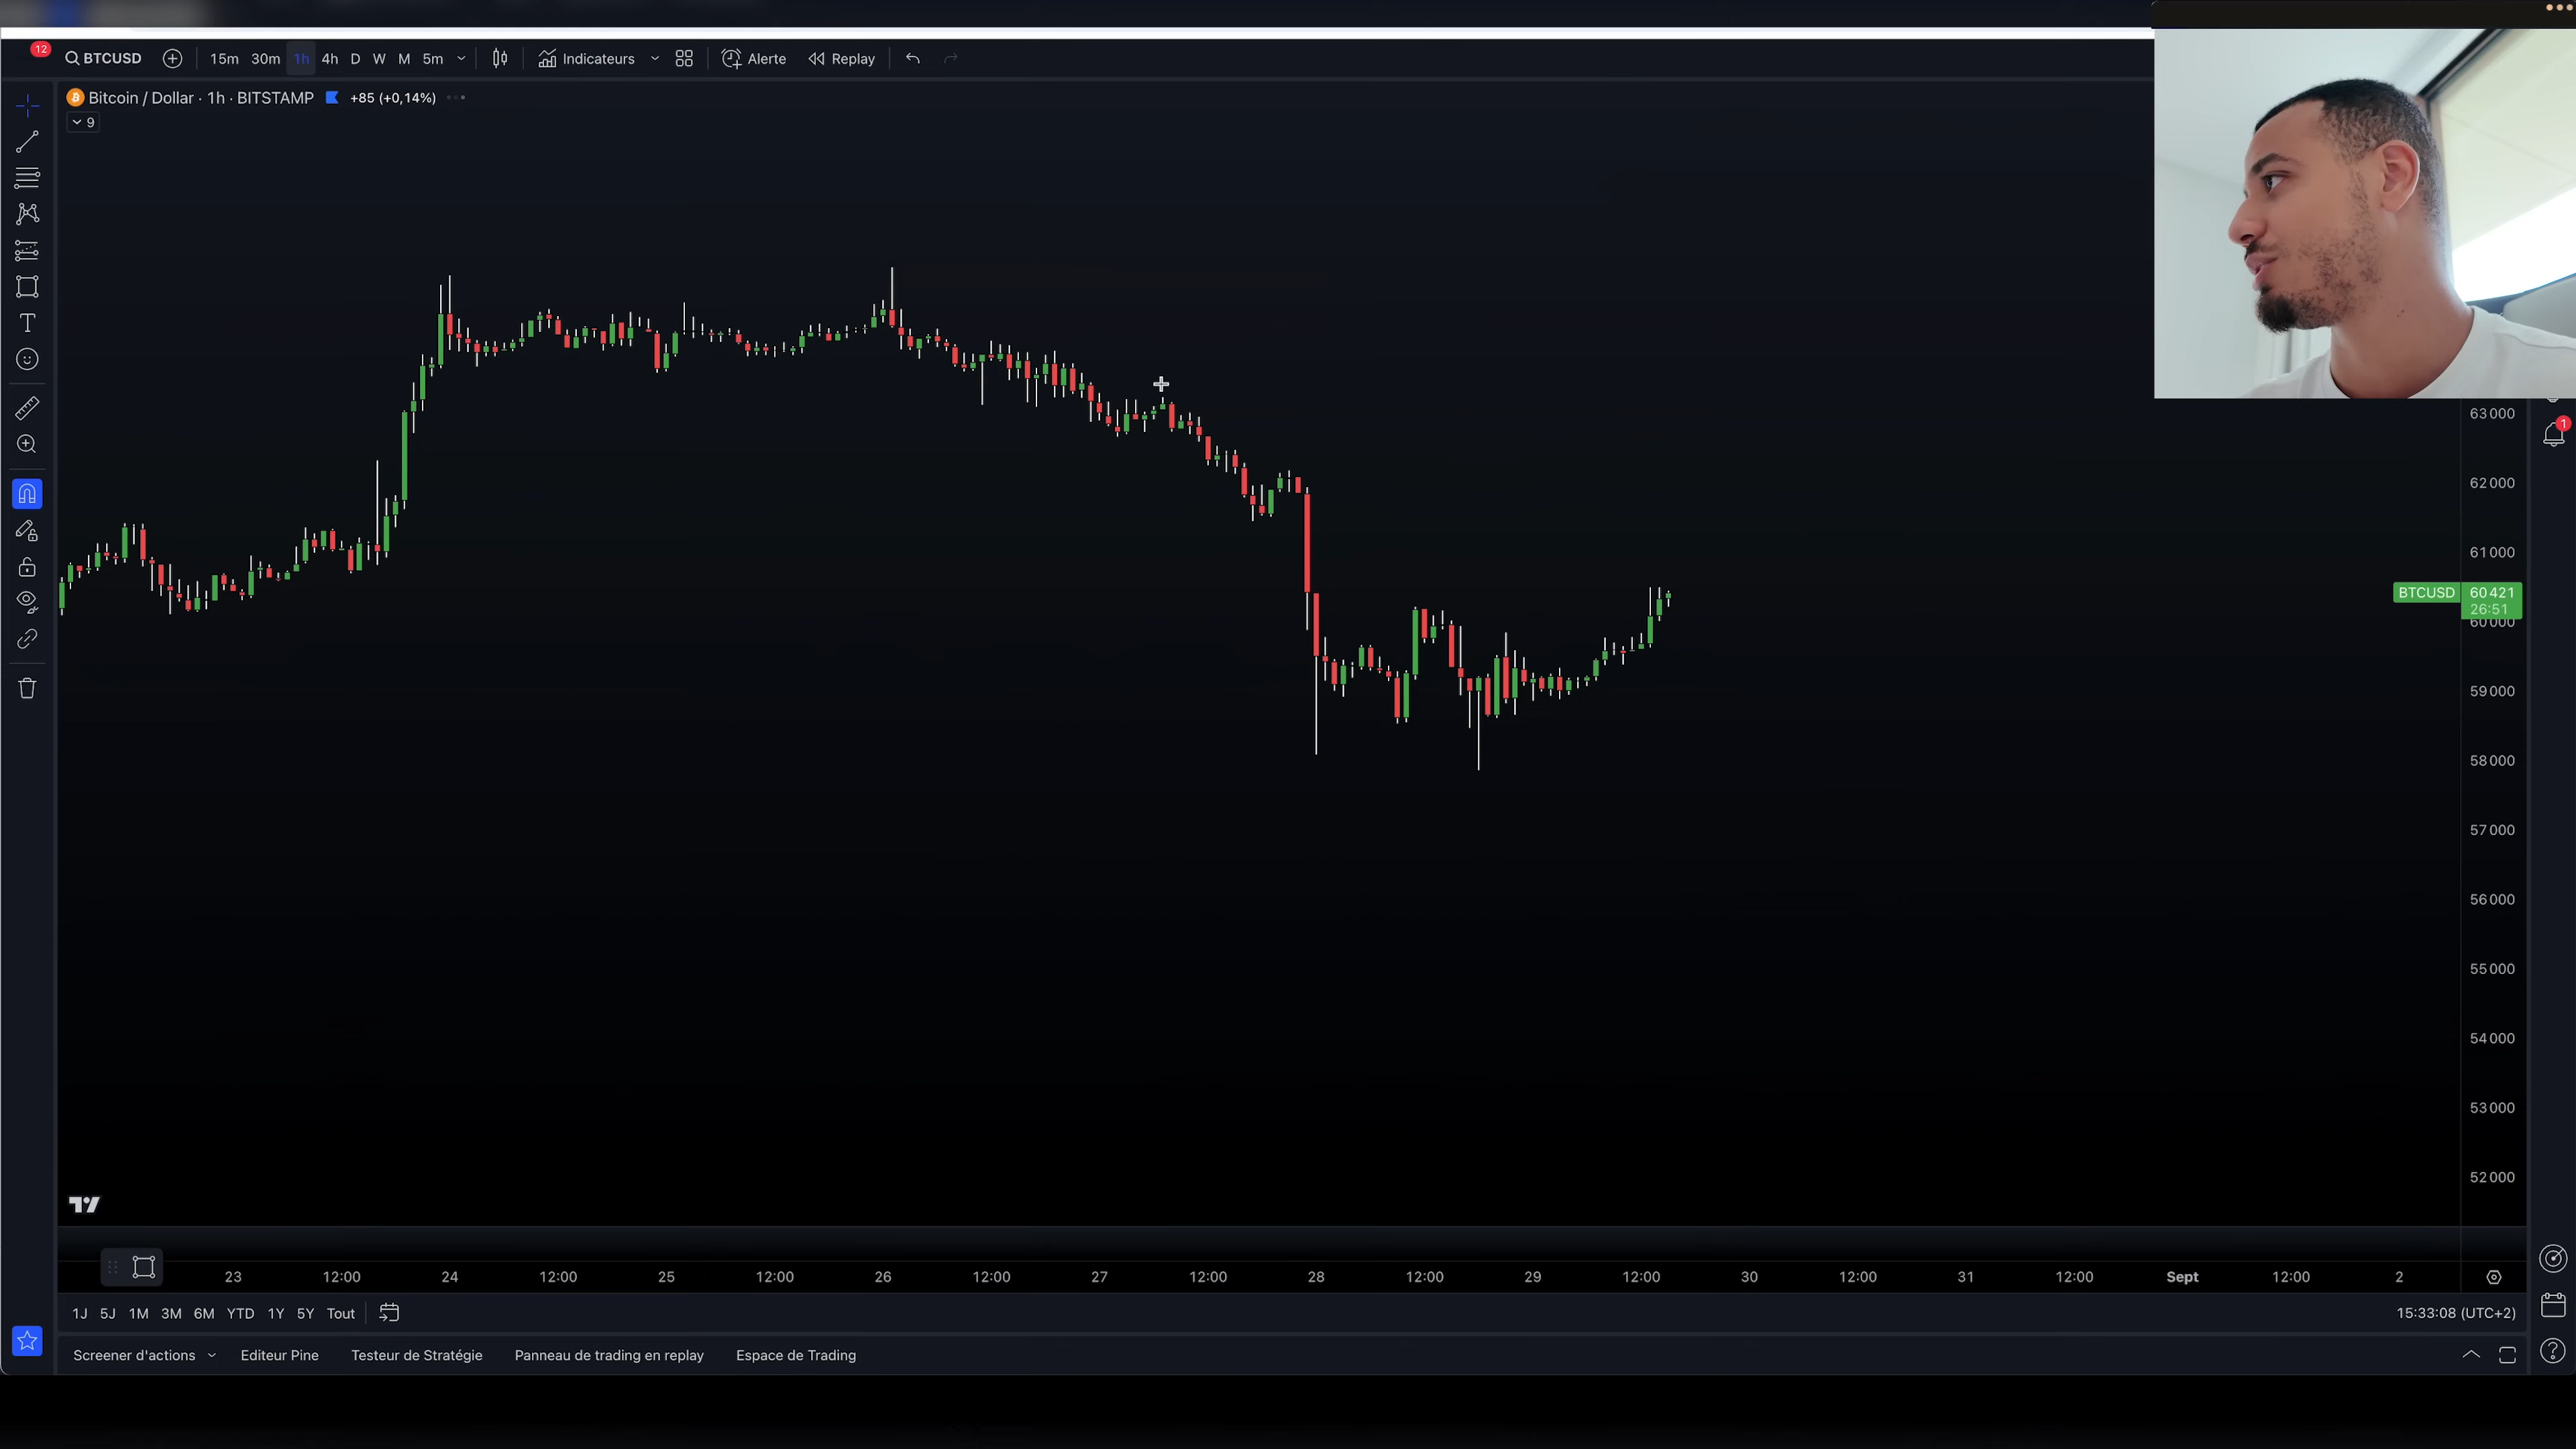 12
BTCUSD 15m 30m 1h 4h D W M 5m Indicateurs Alerte Replay
Bitcoin / Dollar · 1h · BITSTAMP +85 (+0,14%)
9
63 000
1
62 000
61 000
BTCUSD 60 421
26:51
60 000
59 000
58 000
57 000
56 000
55 000
54 000
53 000
52 000
23 12:00 24 12:00 25 12:00 26 12:00 27 12:00 28 12:00 29 12:00 30 12:00 31 12:00 Sept 12:00 2
1J 5J 1M 3M 6M YTD 1Y 5Y Tout 15:33:08 (UTC+2)
Screener d'actions Editeur Pine Testeur de Stratégie Panneau de trading en replay Espace de Trading